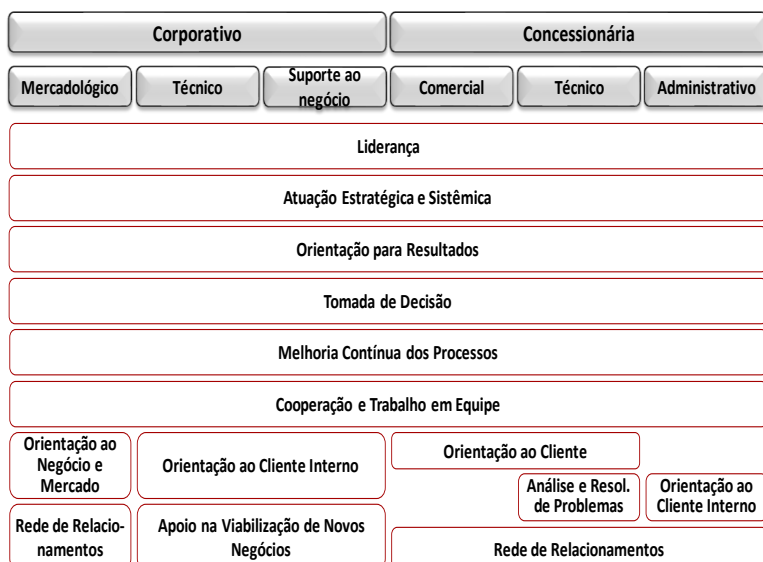 Corporativo
Concessionária
Mercadológico
Técnico
Suporte ao
negócio
Comercial
Técnico
Administrativo
Liderança
Atuação Estratégica e Sistêmica
Orientação para Resultados
Tomada de Decisão
Melhoria Contínua dos Processos
Cooperação e Trabalho em Equipe
Orientação ao
Negócio e
Mercado
Orientação ao Cliente Interno
Orientação ao Cliente
Análise e Resol.
de Problemas
Orientação ao
Cliente Interno
Rede de Relacio-
namentos
Apoio na Viabilização de Novos
Negócios
Rede de Relacionamentos